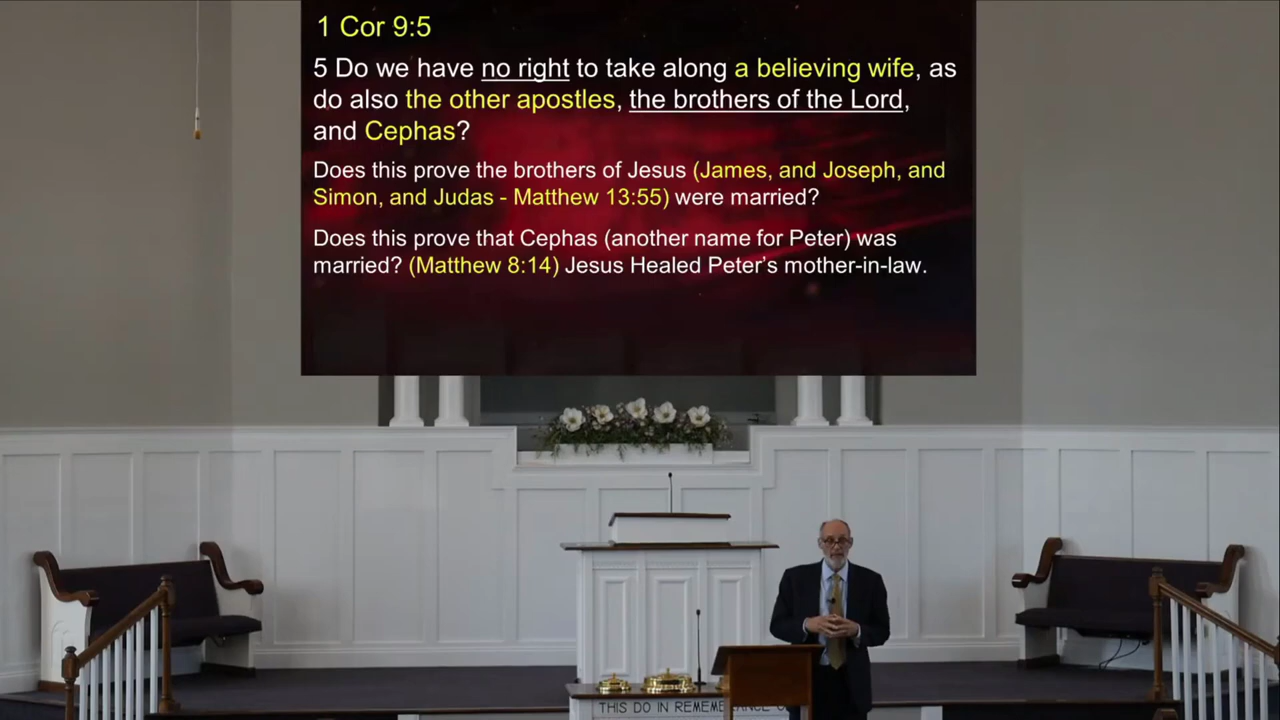 1 Cor 9:5
5 Do we have no right to take along a believing wife, as
do also the other apostles, the brothers of the Lord,
and Cephas?
Does this prove the brothers of Jesus (James, and Joseph, and
Simon, and Judas - Matthew 13:55) were married?
Does this prove that Cephas (another name for Peter) was
married? (Matthew 8:14) Jesus Healed Peter's mother-in-law.
THIS DO IN REMEMBRANCE O